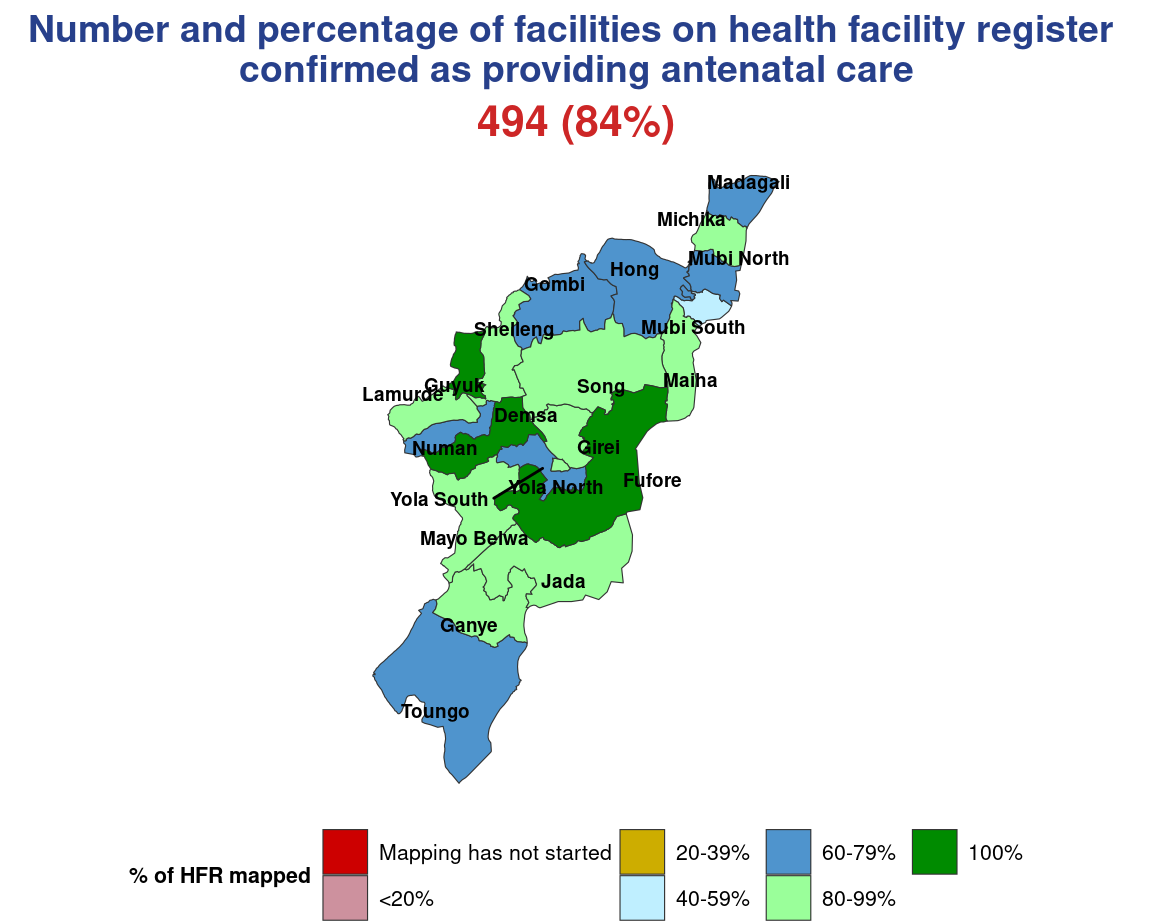 Number and percentage of facilities on health facility register
confirmed as providing antenatal care
494 (84%)
Madagali
Michika
Mubi North
Hong
Gombi
Mubi South
Shelleng
Maiha
Guyuk
Song
Lamurde
Demsa
Numan
Girei
Fufore
Yola North
Yola South
Mayo Belwa
Jada
Ganye
Toungo
% of HFR mapped
Mapping has not started
<20%
20-39%
40-59%
60-79%
80-99%
100%